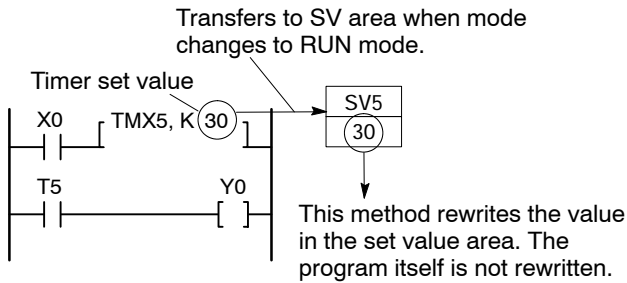 Transfers to SV area when mode
changes to RUN mode.
Timer set value
X0
TMX5, K 30
SV5
30
T5
Y0
This method rewrites the value
in the set value area. The
program itself is not rewritten.